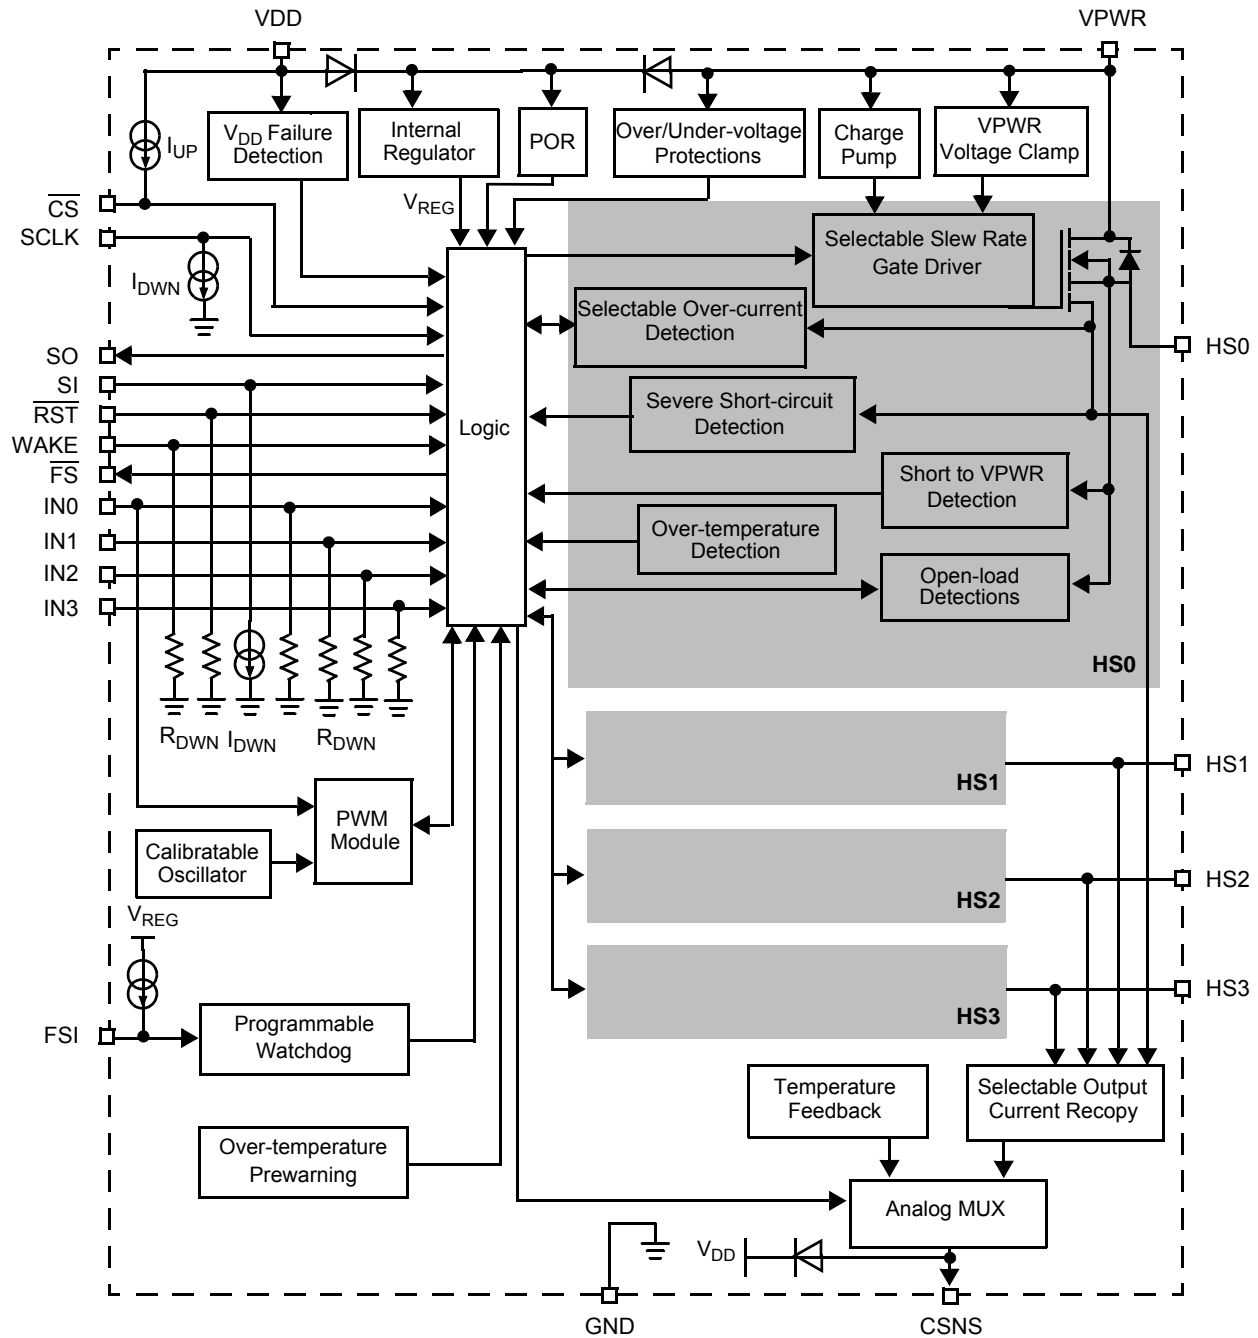 VDD
VPWR
VDD Failure
Detection
Internal
Regulator
POR
Over/Under-voltage
Protections
Charge
Pump
VPWR
Voltage Clamp
IUP
VREG
CS
SCLK
IDWN
SO
SI
RST
WAKE
FS
IN0
IN1
IN2
IN3
Logic
Selectable Slew Rate
Gate Driver
Selectable Over-current
Detection
Severe Short-circuit
Detection
Short to VPWR
Detection
Over-temperature
Detection
Open-load
Detections
HS0
HS0
RDWN
IDWN
RDWN
PWM
Module
Calibratable
Oscillator
VREG
FSI
Programmable
Watchdog
Over-temperature
Prewarning
HS1
HS1
HS2
HS2
HS3
HS3
Temperature
Feedback
Selectable Output
Current Recopy
Analog MUX
VDD
GND
CSNS